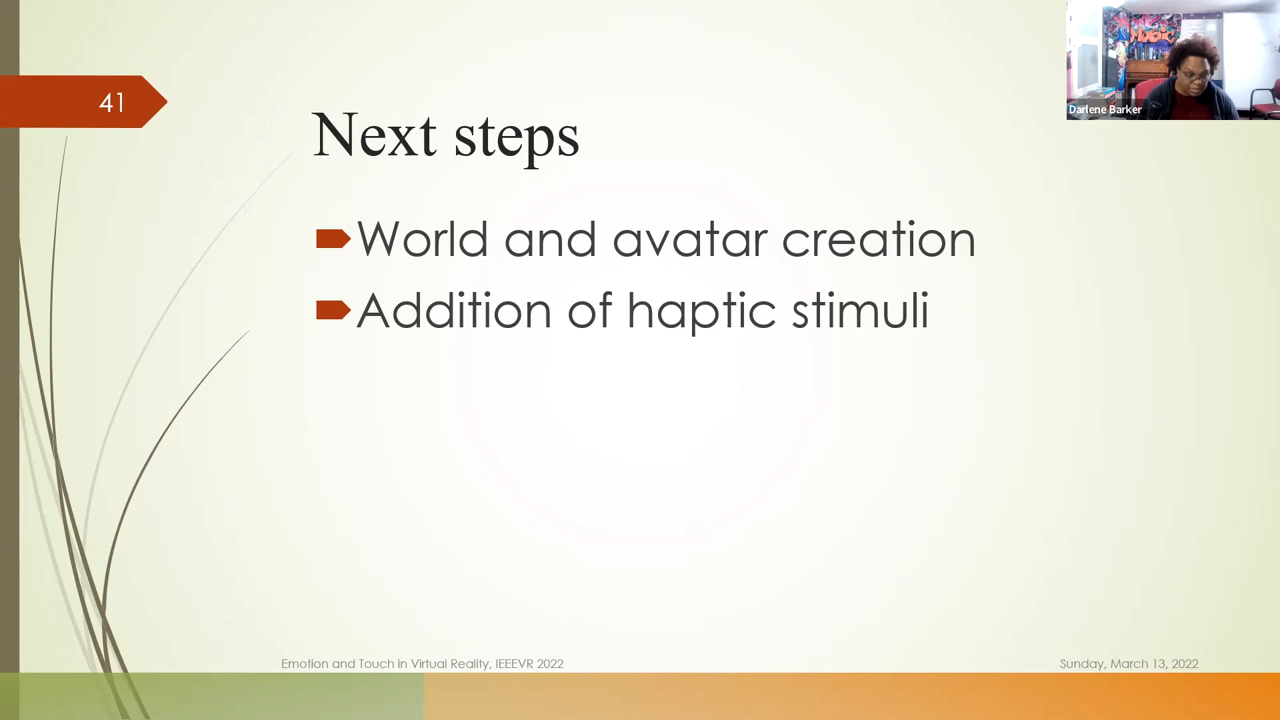 41
Darlene Barker
Next steps
World and avatar creation
Addition of haptic stimuli
Emotion and Touch in Virtual Reality, IEEEVR 2022
Sunday, March 13, 2022